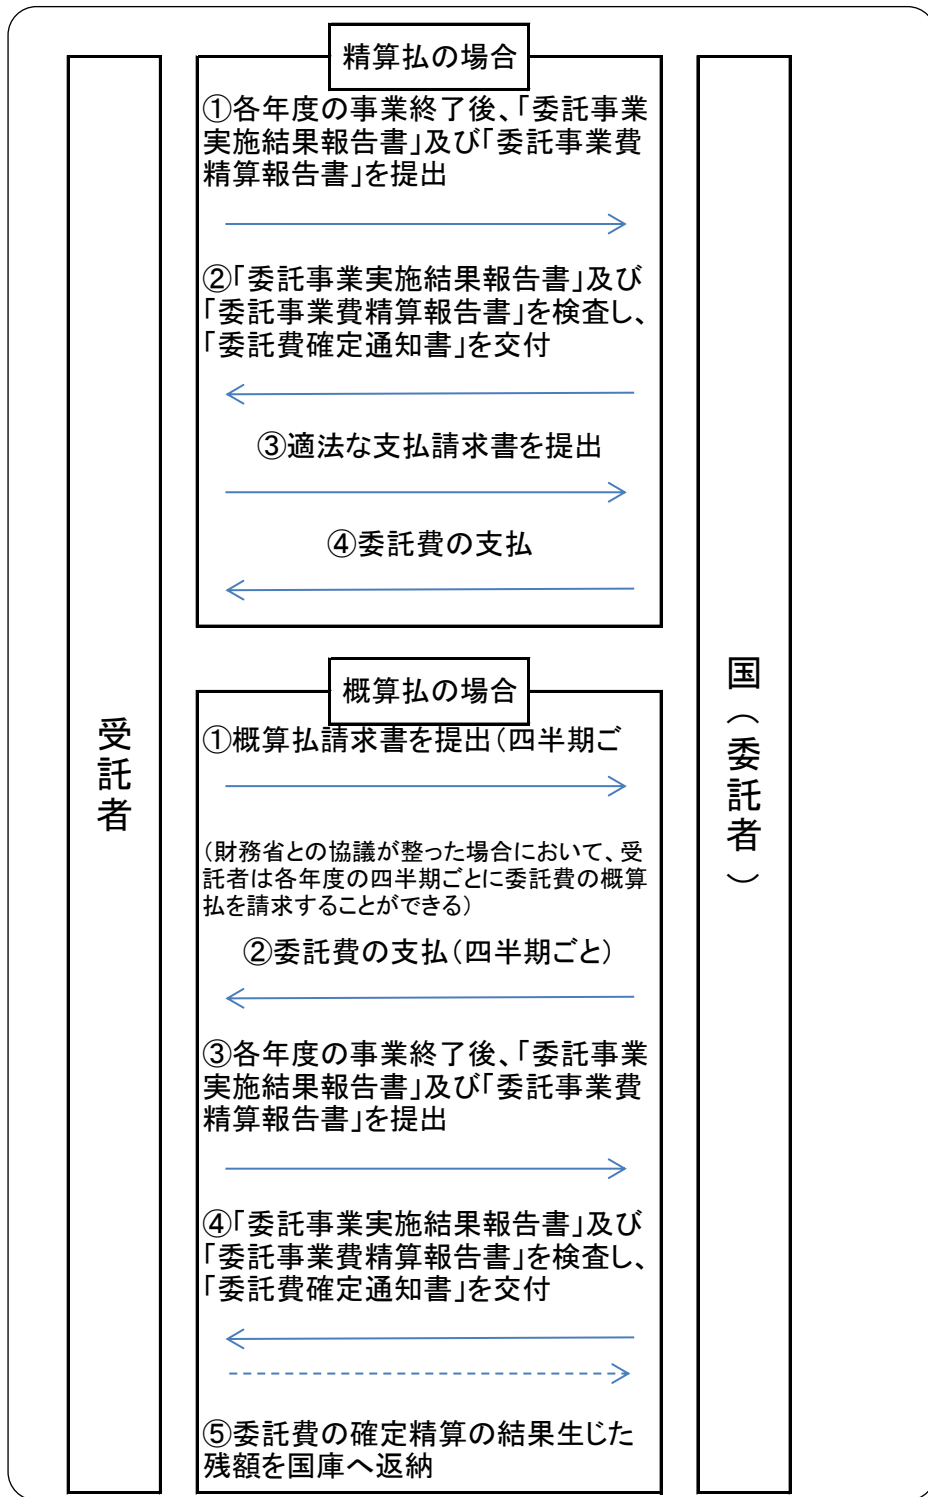 精算払の場合
①各年度の事業終了後、「委託事業
実施結果報告書」及び「委託事業費
精算報告書」を提出
②「委託事業実施結果報告書」及び
「委託事業費精算報告書」を検査し、
「委託費確定通知書」を交付
③適法な支払請求書を提出
④委託費の支払
概算払の場合
①概算払請求書を提出(四半期ご
(財務省との協議が整った場合において、受
託者は各年度の四半期ごとに委託費の概算
払を請求することができる)
②委託費の支払(四半期ごと)
③各年度の事業終了後、「委託事業
実施結果報告書」及び「委託事業費
精算報告書」を提出
④「委託事業実施結果報告書」及び
「委託事業費精算報告書」を検査し、
「委託費確定通知書」を交付
⑤委託費の確定精算の結果生じた
残額を国庫へ返納
受託者
国(委託者)